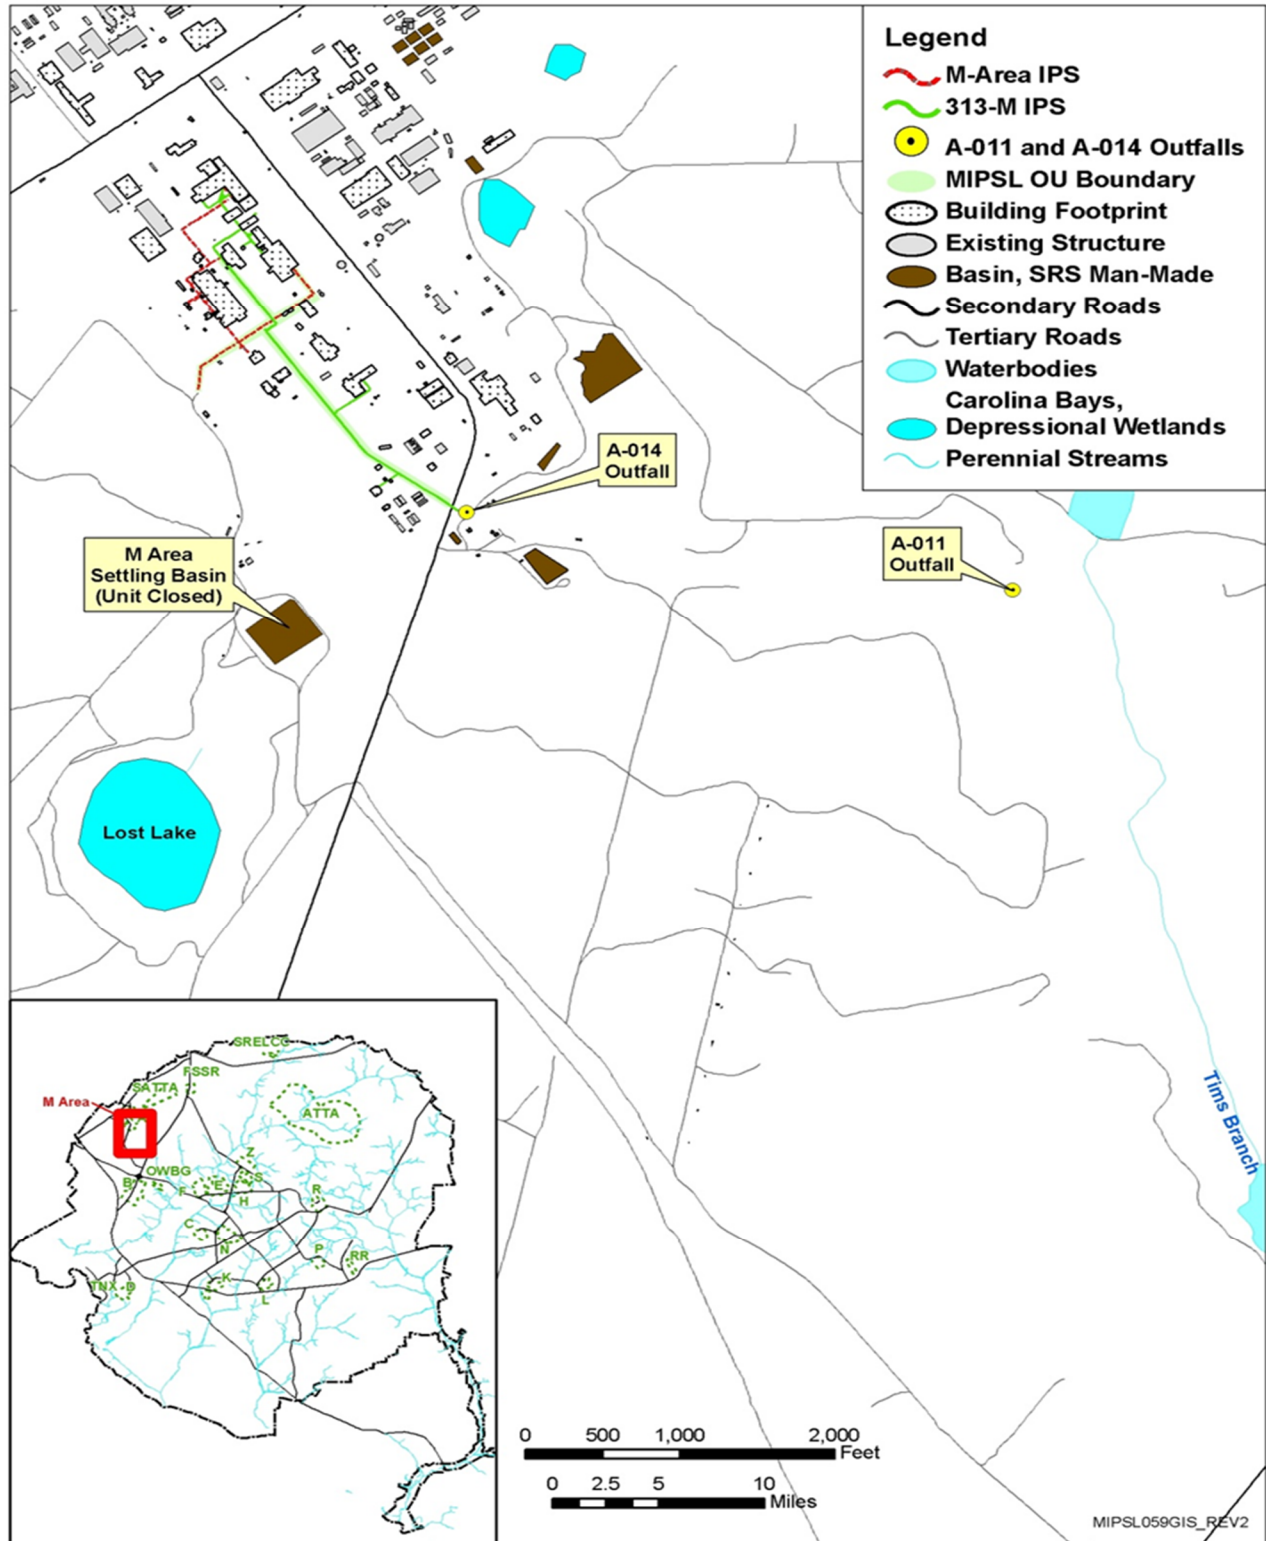 Legend
M-Area IPS
313-M IPS
A-011 and A-014 Outfalls
MIPSL OU Boundary
Building Footprint
Existing Structure
Basin, SRS Man-Made
Secondary Roads
Tertiary Roads
Waterbodies
Carolina Bays,
Depressional Wetlands
Perennial Streams
A-014
Outfall
A-011
Outfall
M Area
Settling Basin
(Unit Closed)
Lost Lake
Tims Branch
SRELCC
FSSR
SATTA
M Area
ATTA
Z
OWBG
S
B
E
F
R
H
C
N
P
RR
TNX
D
K
L
0 500 1,000 2,000
Feet
0 2.5 5 10
Miles
MIPSL059GIS_REV2